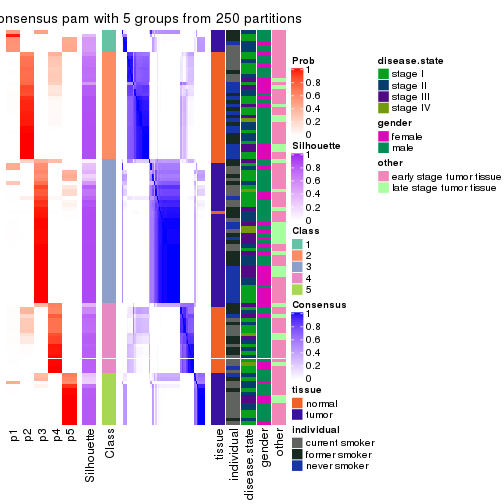 onsensus pam with 5 groups from 250 partitions
Prob
1
0.8
0.6
0.4
0.2
0
Silhouette
1
0.8
0.6
0.4
0.2
0
Class
1
2
3
4
5
Consensus
1
0.8
0.6
0.4
0.2
0
tissue
normal
tumor
individual
current smoker
former smoker
never smoker
disease.state
stage I
stage II
stage III
stage IV
gender
female
male
other
early stage tumor tissue
late stage tumor tissue
p1
p2
p3
p4
p5
Silhouette
Class
tissue
individual
disease.state
gender
other